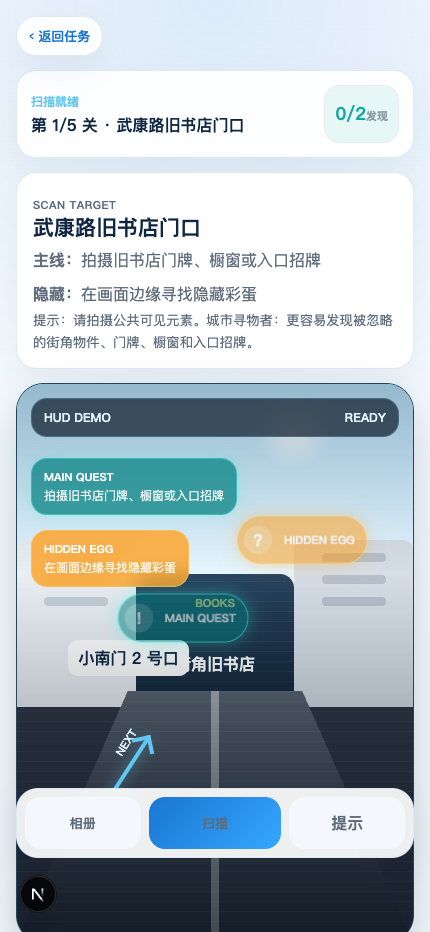 ‹ 返回任务
扫描就绪
第 1/5 关 · 武康路旧书店门口
0/2发现
SCAN TARGET
武康路旧书店门口
主线：拍摄旧书店门牌、橱窗或入口招牌
隐藏：在画面边缘寻找隐藏彩蛋
提示：请拍摄公共可见元素。城市寻物者：更容易发现被忽略
的街角物件、门牌、橱窗和入口招牌。
HUD DEMO
READY
MAIN QUEST
拍摄旧书店门牌、橱窗或入口招牌
HIDDEN EGG
在画面边缘寻找隐藏彩蛋
? HIDDEN EGG
BOOKS
! MAIN QUEST
小南门 2 号口
角旧书店
NEXT
相册
扫描
提示
N